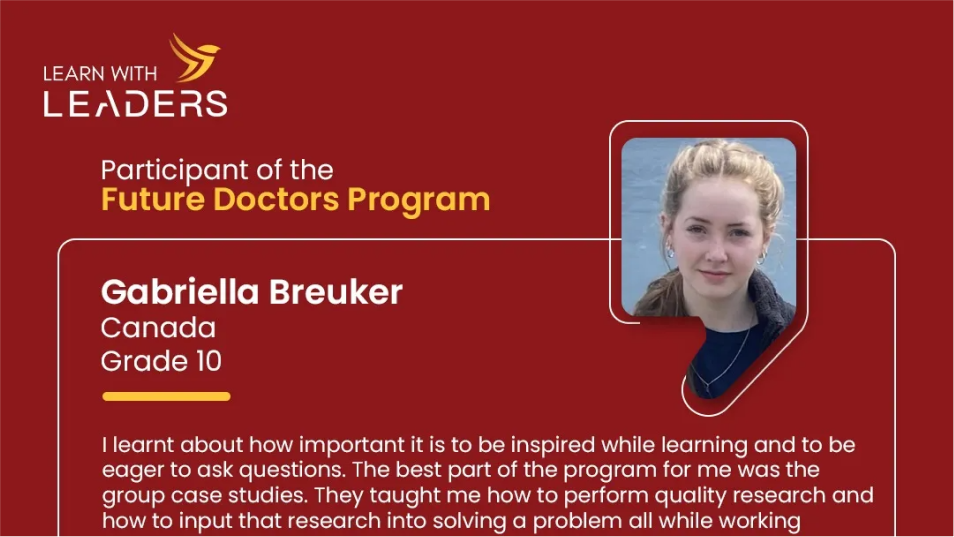 LEARN WITH
LEADERS
Participant of the
Future Doctors Program
Gabriella Breuker
Canada
Grade 10
I learnt about how important it is to be inspired while learning and to be
eager to ask questions. The best part of the program for me was the
group case studies. They taught me how to perform quality research and
how to input that research into solving a problem all while working